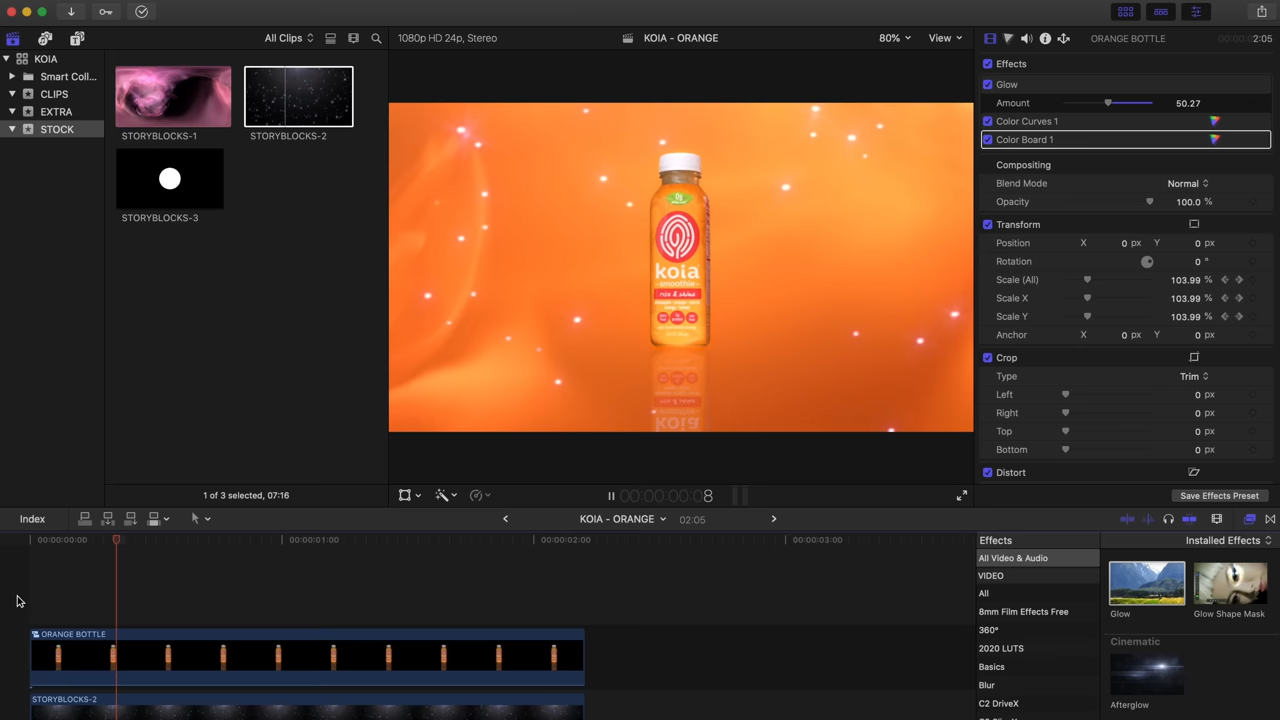 All Clips
1080p HD 24p, Stereo
KOIA - ORANGE
80%
View
ORANGE BOTTLE
2:05
KOIA
Smart Coll...
CLIPS
EXTRA
STOCK
STORYBLOCKS-1
STORYBLOCKS-2
STORYBLOCKS-3
1 of 3 selected, 07:16
koia
smoothie
rise & shine
Effects
Glow
Amount 50.27
Color Curves 1
Color Board 1
Compositing
Blend Mode Normal
Opacity 100.0 %
Transform
Position X 0 px Y 0 px
Rotation 0 °
Scale (All) 103.99 %
Scale X 103.99 %
Scale Y 103.99 %
Anchor X 0 px Y 0 px
Crop
Type Trim
Left 0 px
Right 0 px
Top 0 px
Bottom 0 px
Distort
Save Effects Preset
00:00:00:08
Index
KOIA - ORANGE
02:05
00:00:00:00
00:00:01:00
00:00:02:00
00:00:03:00
ORANGE BOTTLE
STORYBLOCKS-2
Effects
Installed Effects
All Video & Audio
VIDEO
All
8mm Film Effects Free
360°
2020 LUTS
Basics
Blur
C2 DriveX
Glow
Glow Shape Mask
Cinematic
Afterglow